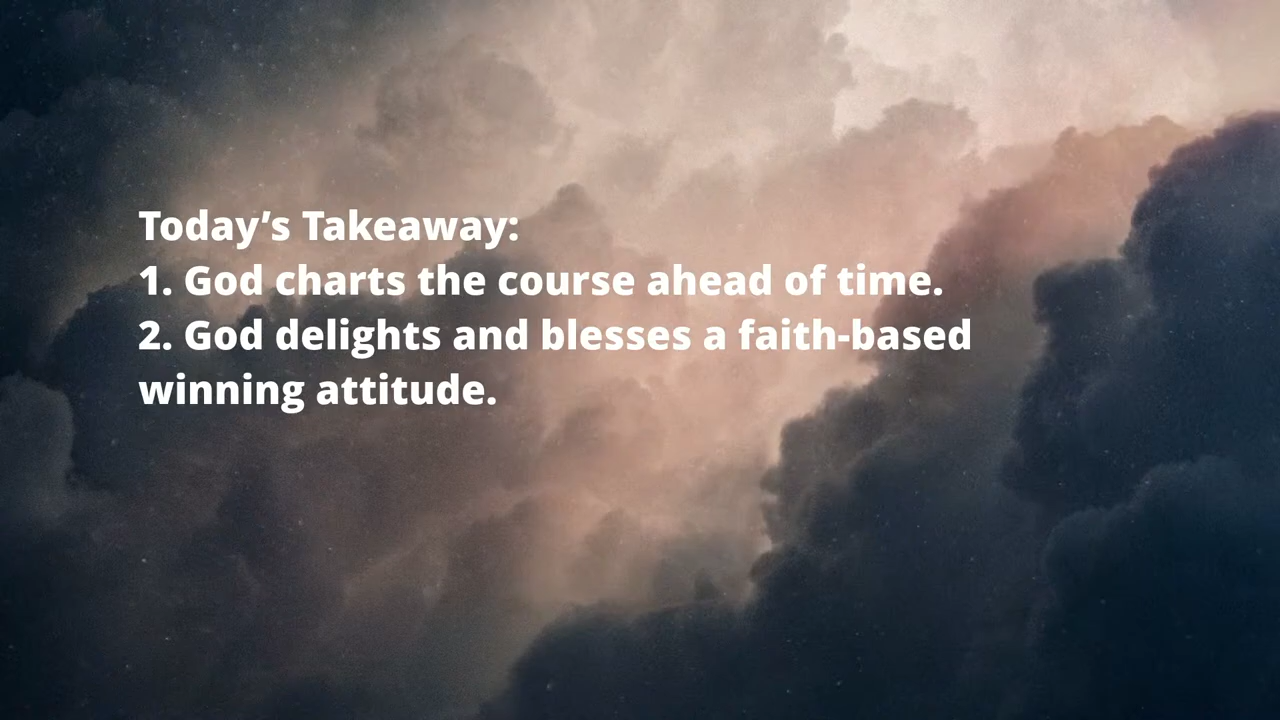 Today’s Takeaway:
1. God charts the course ahead of time.
2. God delights and blesses a faith-based
winning attitude.